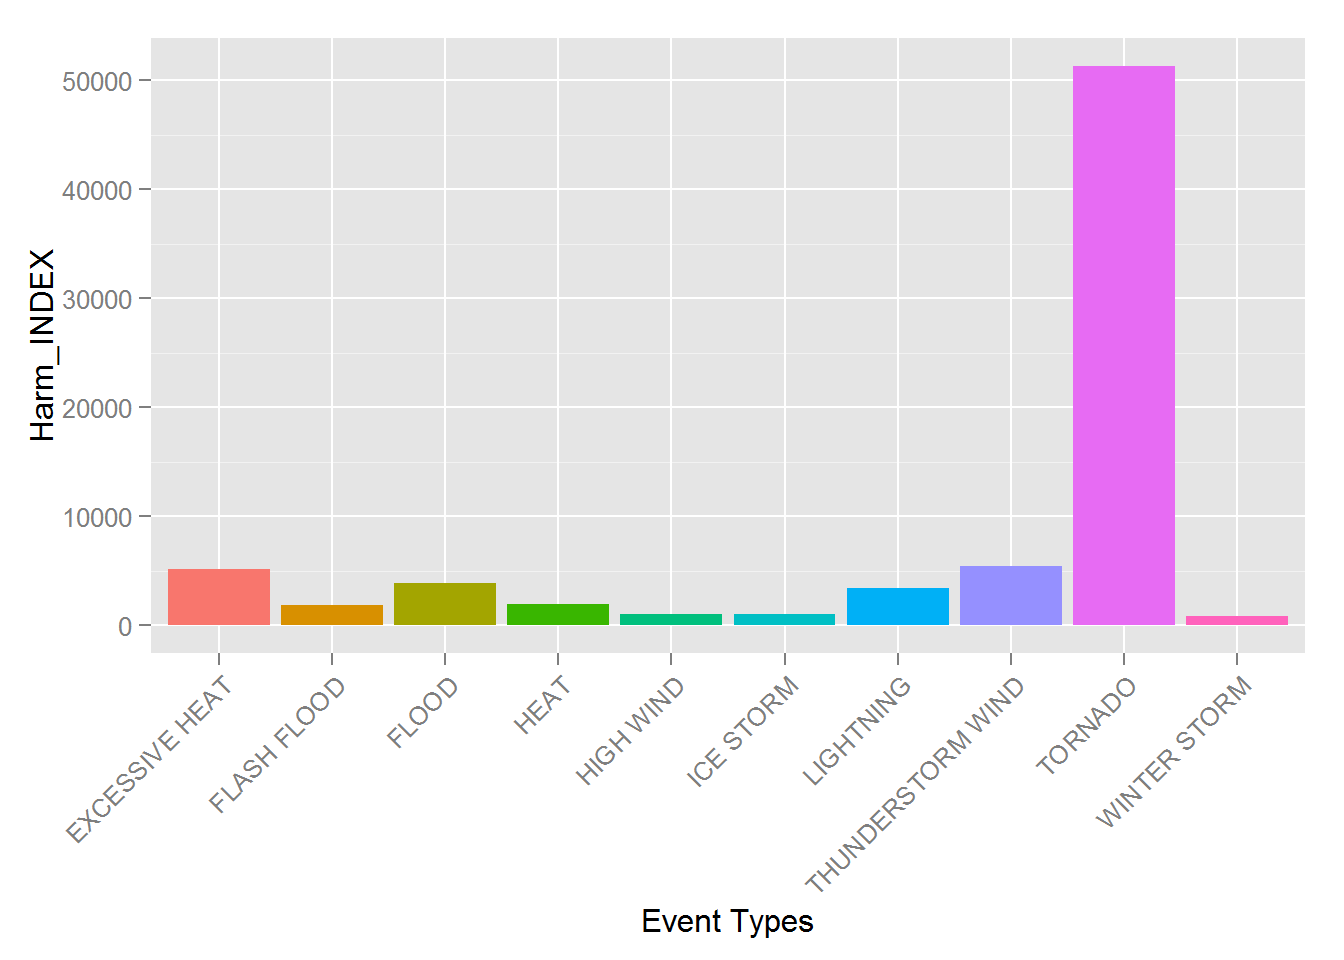 Harm_INDEX
50000
40000
30000
20000
10000
0
EXCESSIVE HEAT
FLASH FLOOD
FLOOD
HEAT
HIGH WIND
ICE STORM
LIGHTNING
THUNDERSTORM WIND
TORNADO
WINTER STORM
Event Types